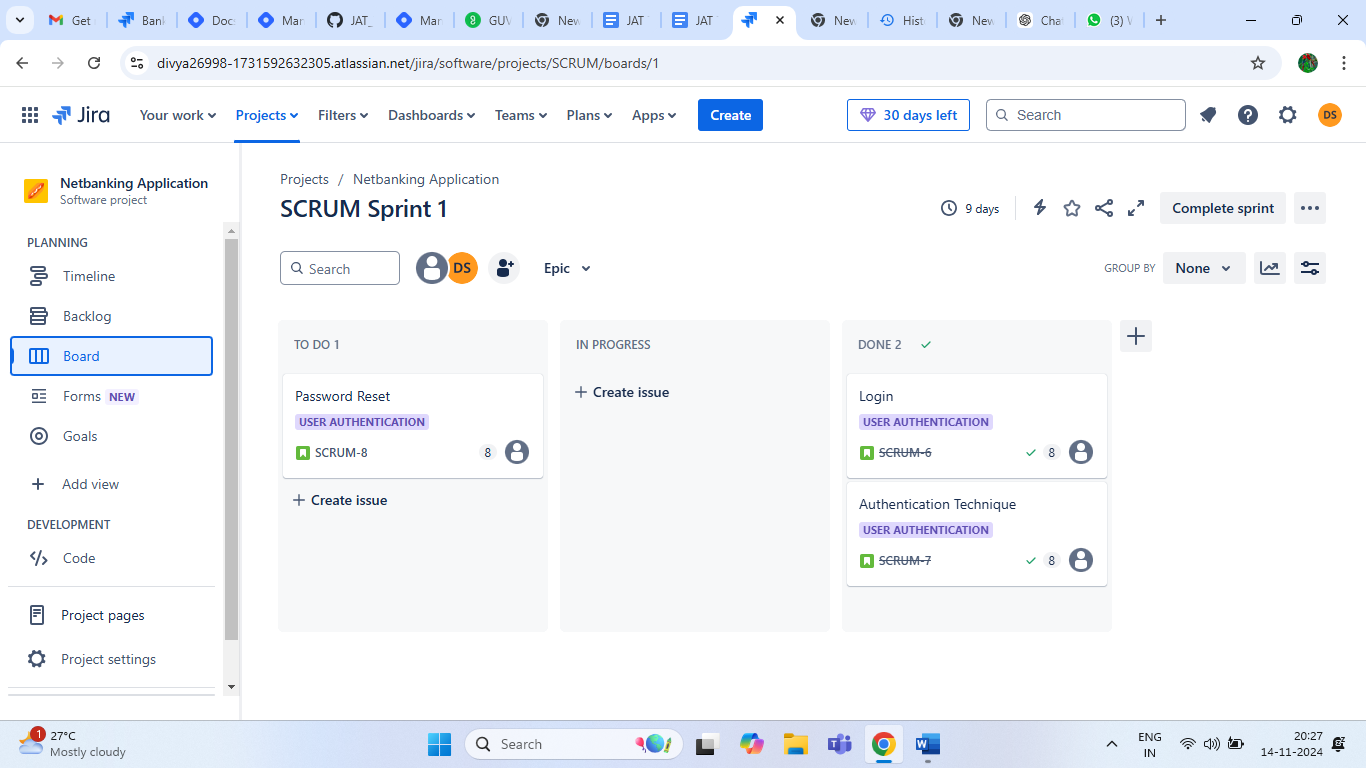 Get
Bank
Docs
Mar
JAT_
Mar
GUV
New
JAT
JAT
New
Hist
New
Cha
(3)
divya26998-1731592632305.atlassian.net/jira/software/projects/SCRUM/boards/1
Jira
Your work
Projects
Filters
Dashboards
Teams
Plans
Apps
Create
30 days left
Search
DS
Netbanking Application
Software project
PLANNING
Timeline
Backlog
Board
Forms NEW
Goals
Add view
DEVELOPMENT
Code
Project pages
Project settings
Projects / Netbanking Application
SCRUM Sprint 1
9 days
Complete sprint
Search
DS
Epic
GROUP BY
None
TO DO 1
Password Reset
USER AUTHENTICATION
SCRUM-8
8
Create issue
IN PROGRESS
Create issue
DONE 2
Login
USER AUTHENTICATION
SCRUM-6
8
Authentication Technique
USER AUTHENTICATION
SCRUM-7
8
1
27°C
Mostly cloudy
Search
ENG
IN
20:27
14-11-2024